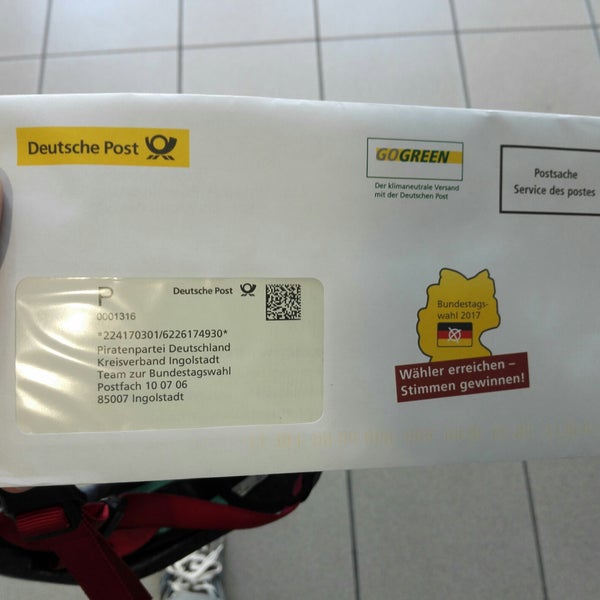 Deutsche Post
GOGREEN
Der klimaneutrale Versand
mit der Deutschen Post
Postsache
Service des postes
P
Deutsche Post
0001316
*224170301/6226174930*
Piratenpartei Deutschland
Kreisverband Ingolstadt
Team zur Bundestagswahl
Postfach 10 07 06
85007 Ingolstadt
Bundestags-
wahl 2017
Wähler erreichen –
Stimmen gewinnen!